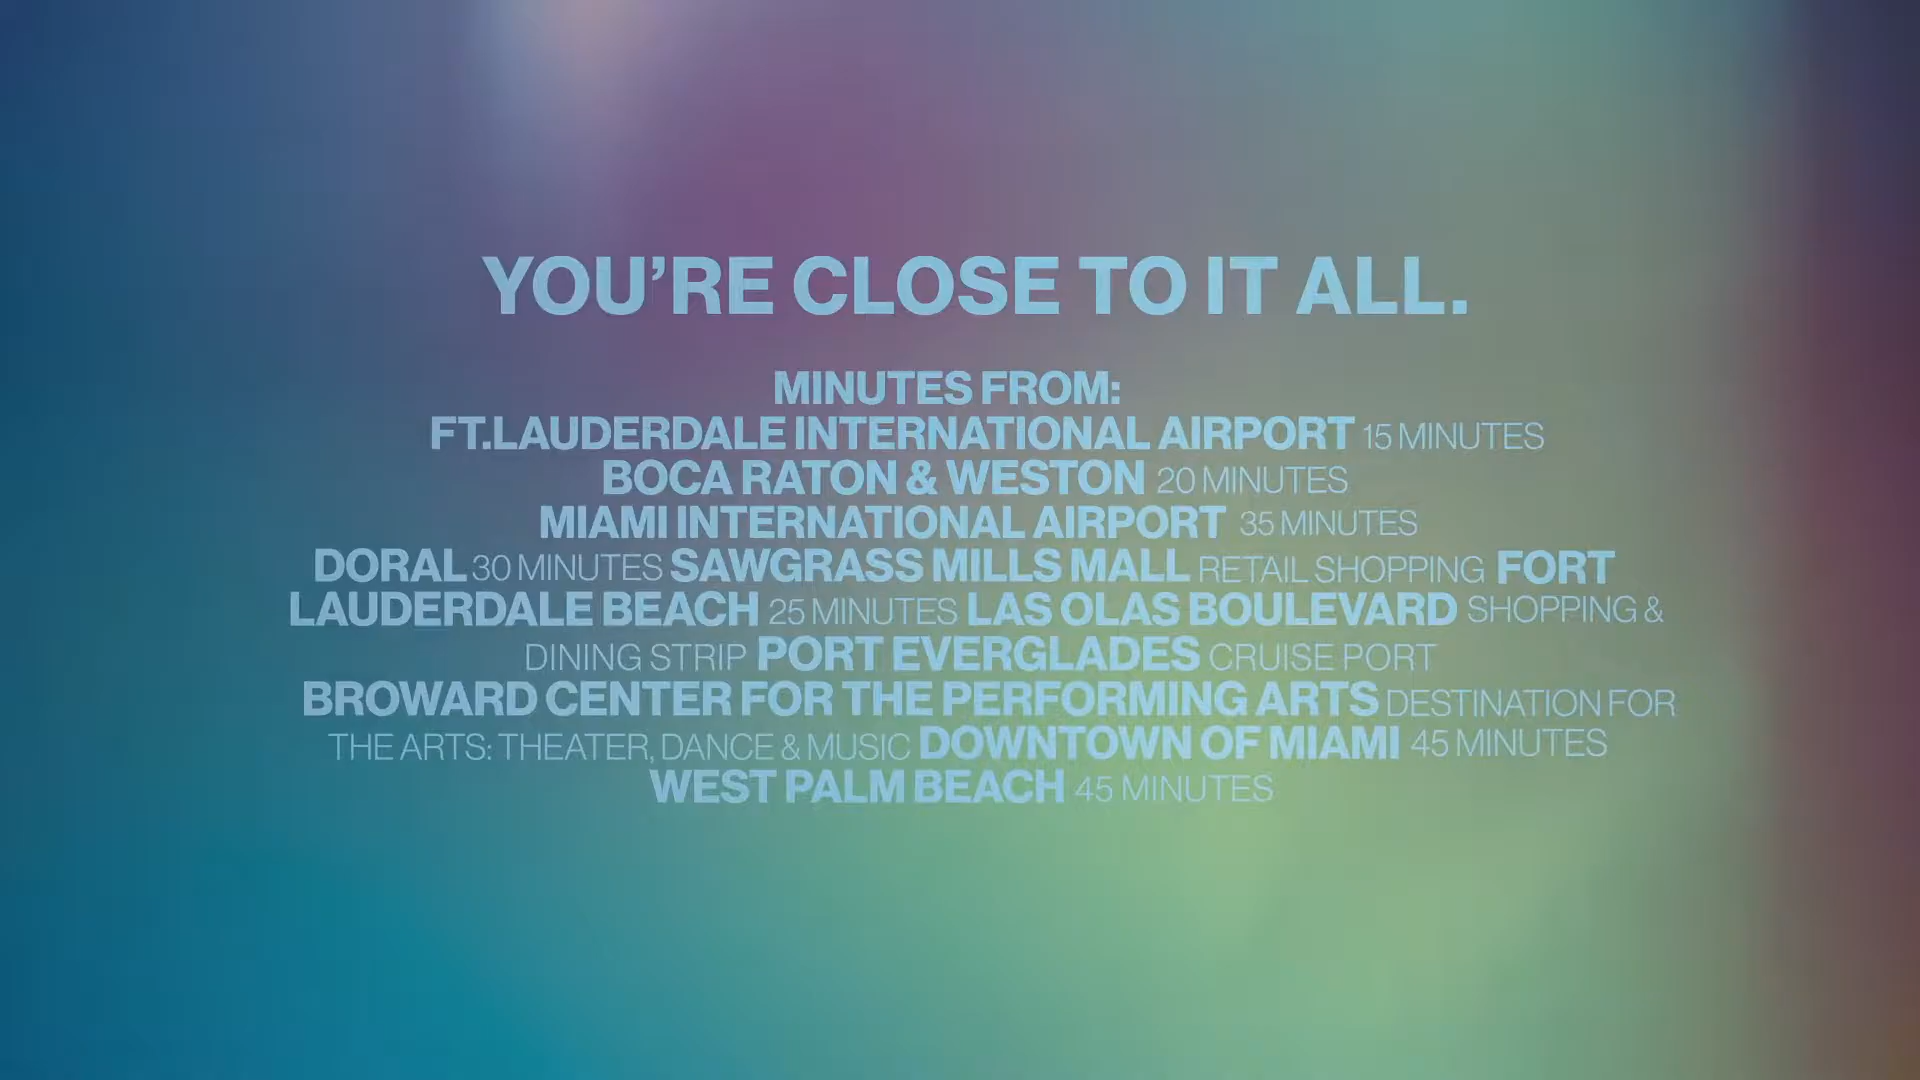 YOU’RE CLOSE TO IT ALL.
MINUTES FROM:
FT.LAUDERDALE INTERNATIONAL AIRPORT 15 MINUTES
BOCA RATON & WESTON 20 MINUTES
MIAMI INTERNATIONAL AIRPORT 35 MINUTES
DORAL 30 MINUTES SAWGRASS MILLS MALL RETAIL SHOPPING FORT
LAUDERDALE BEACH 25 MINUTES LAS OLAS BOULEVARD SHOPPING &
DINING STRIP PORT EVERGLADES CRUISE PORT
BROWARD CENTER FOR THE PERFORMING ARTS DESTINATION FOR
THE ARTS: THEATER, DANCE & MUSIC DOWNTOWN OF MIAMI 45 MINUTES
WEST PALM BEACH 45 MINUTES